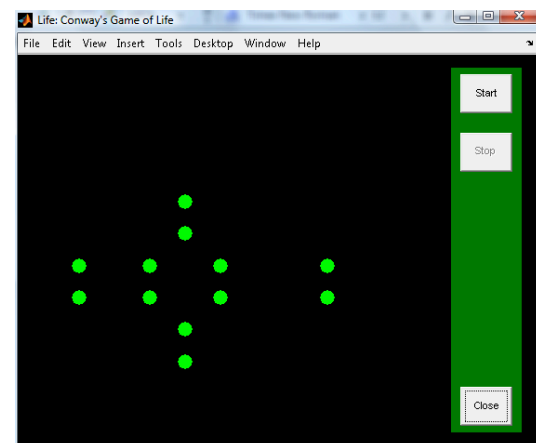 Life: Conway's Game of Life
File Edit View Insert Tools Desktop Window Help
Start
Stop
Close